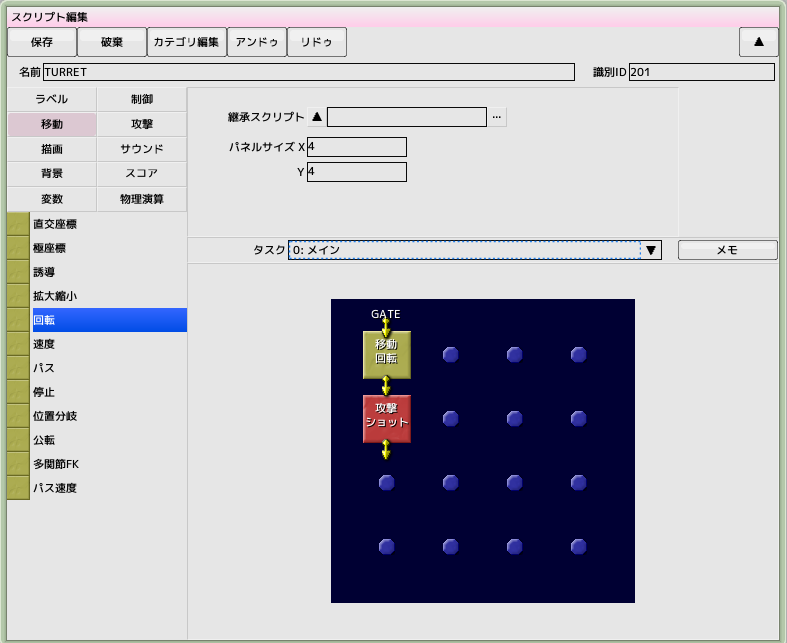 スクリプト編集
保存 破棄 カテゴリ編集 アンドゥ リドゥ ▲
名前 TURRET 識別ID 201
ラベル 制御
移動 攻撃
描画 サウンド
背景 スコア
変数 物理演算
直交座標
極座標
誘導
拡大縮小
回転
速度
パス
停止
位置分岐
公転
多関節FK
パス速度
継承スクリプト ▲ ...
パネルサイズ X 4
Y 4
タスク 0: メイン ▼ メモ
GATE
移動
回転
攻撃
ショット